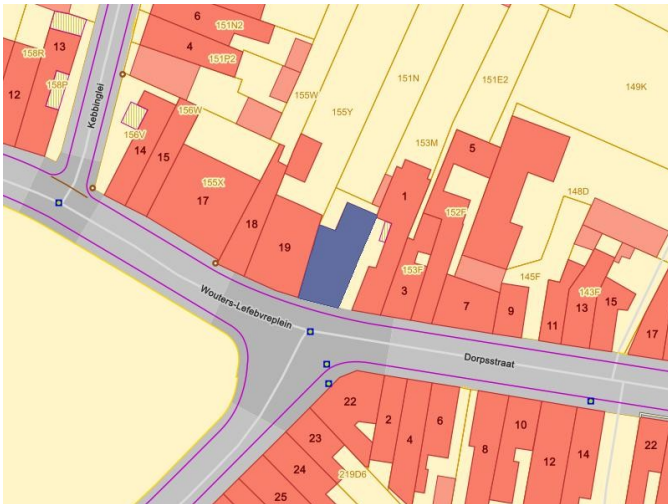 6
151N2
13
4
151P2
158R
158P
12
155W
151N
151E2
149K
155Y
Kebbinglei
156W
156V
153M
5
14
15
17
155X
1
148D
152F
18
19
153F
3
145F
143F
7
9
11
13
15
17
Wouters-Lefebvreplein
Dorpsstraat
22
2
4
6
8
10
12
14
22
23
24
25
219D6